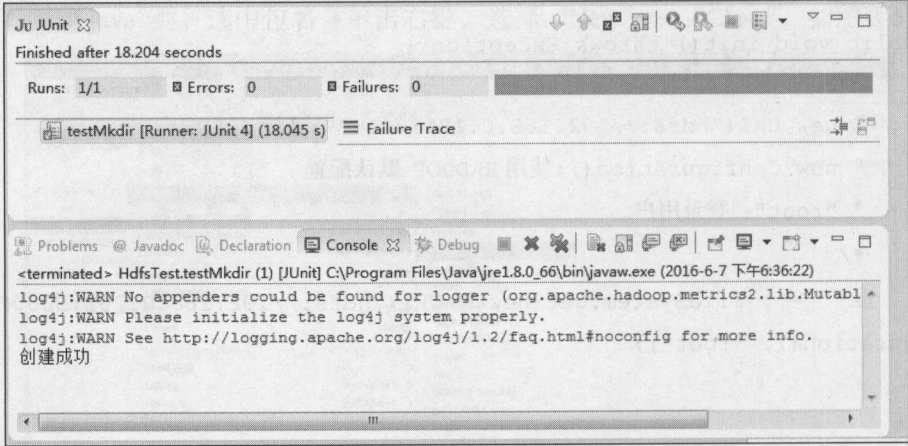 Ju JUnit
Finished after 18.204 seconds
Runs: 1/1 Errors: 0 Failures: 0
testMkdir [Runner: JUnit 4] (18.045 s) Failure Trace
Problems @ Javadoc Declaration Console Debug
<terminated> HdfsTest.testMkdir (1) [JUnit] C:\Program Files\Java\jre1.8.0_66\bin\javaw.exe (2016-6-7 下午6:36:22)
log4j:WARN No appenders could be found for logger (org.apache.hadoop.metrics2.lib.Mutabl
log4j:WARN Please initialize the log4j system properly.
log4j:WARN See http://logging.apache.org/log4j/1.2/faq.html#noconfig for more info.
创建成功